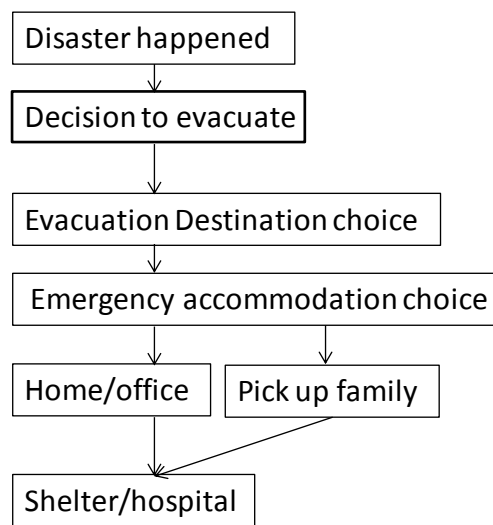 Disaster happened
Decision to evacuate
Evacuation Destination choice
Emergency accommodation choice
Home/office
Pick up family
Shelter/hospital